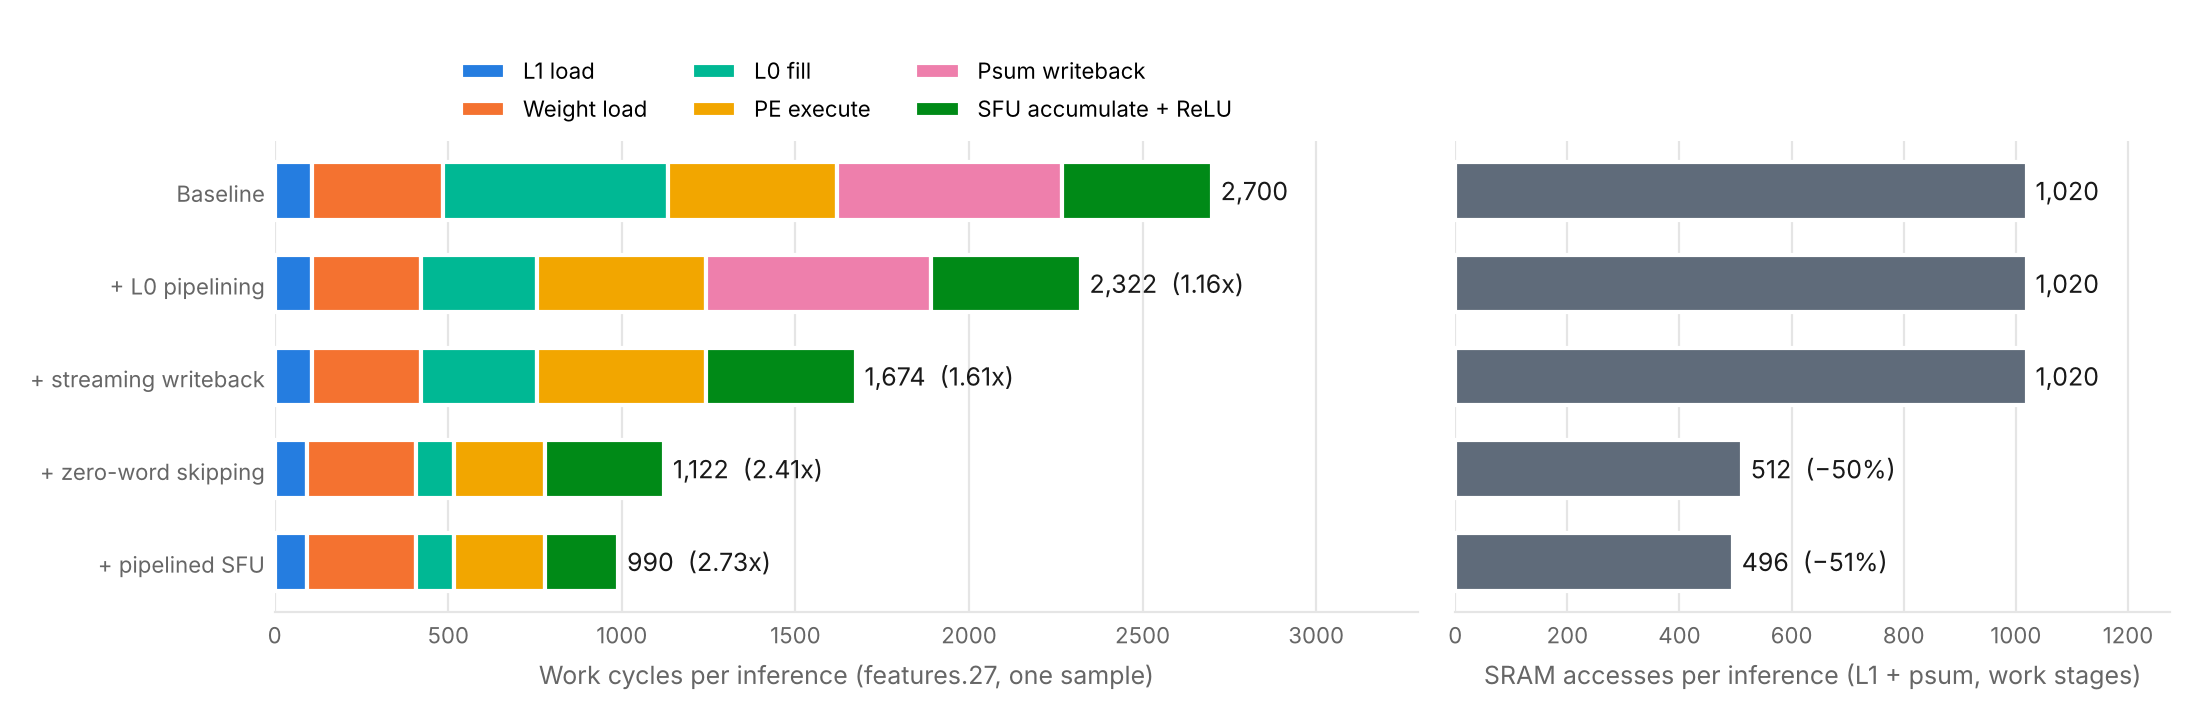 L1 load
L0 fill
Psum writeback
Weight load
PE execute
SFU accumulate + ReLU
Baseline
2,700
1,020
+ L0 pipelining
2,322 (1.16x)
1,020
+ streaming writeback
1,674 (1.61x)
1,020
+ zero-word skipping
1,122 (2.41x)
512 (−50%)
+ pipelined SFU
990 (2.73x)
496 (−51%)
0 500 1000 1500 2000 2500 3000
0 200 400 600 800 1000 1200
Work cycles per inference (features.27, one sample)
SRAM accesses per inference (L1 + psum, work stages)